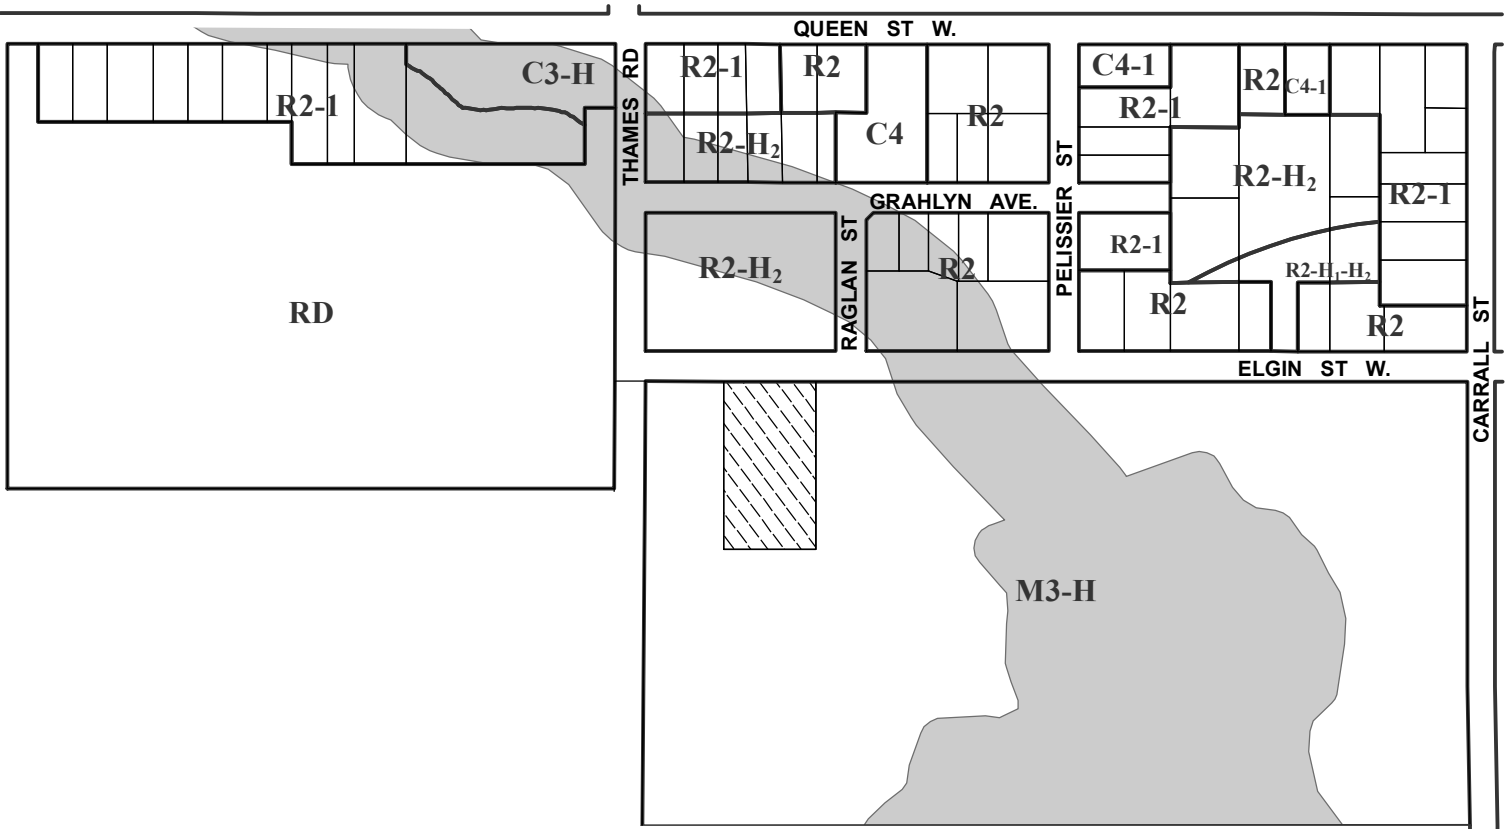 QUEEN ST W.
C3-H
THAMES RD
R2-1
R2
C4-1
R2
C4-1
R2-1
R2-1
R2
C4
R2-H₂
R2-H₂
R2-1
GRAHLYN AVE.
PELISSIER ST
R2-1
RAGLAN ST
R2-H₂
R2
R2-H₁-H₂
RD
R2
R2
CARRALL ST
ELGIN ST W.
M3-H